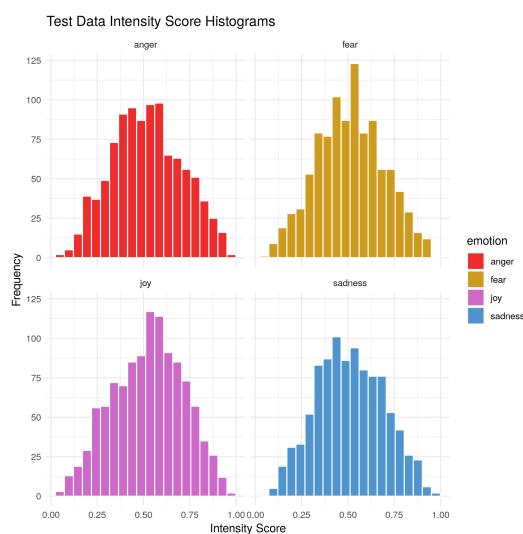 Test Data Intensity Score Histograms
anger
fear
125
100
75
50
25
0
joy
sadness
125
100
75
50
25
0
0.00 0.25 0.50 0.75 1.00 0.00 0.25 0.50 0.75 1.00
Intensity Score
Frequency
emotion
anger
fear
joy
sadness